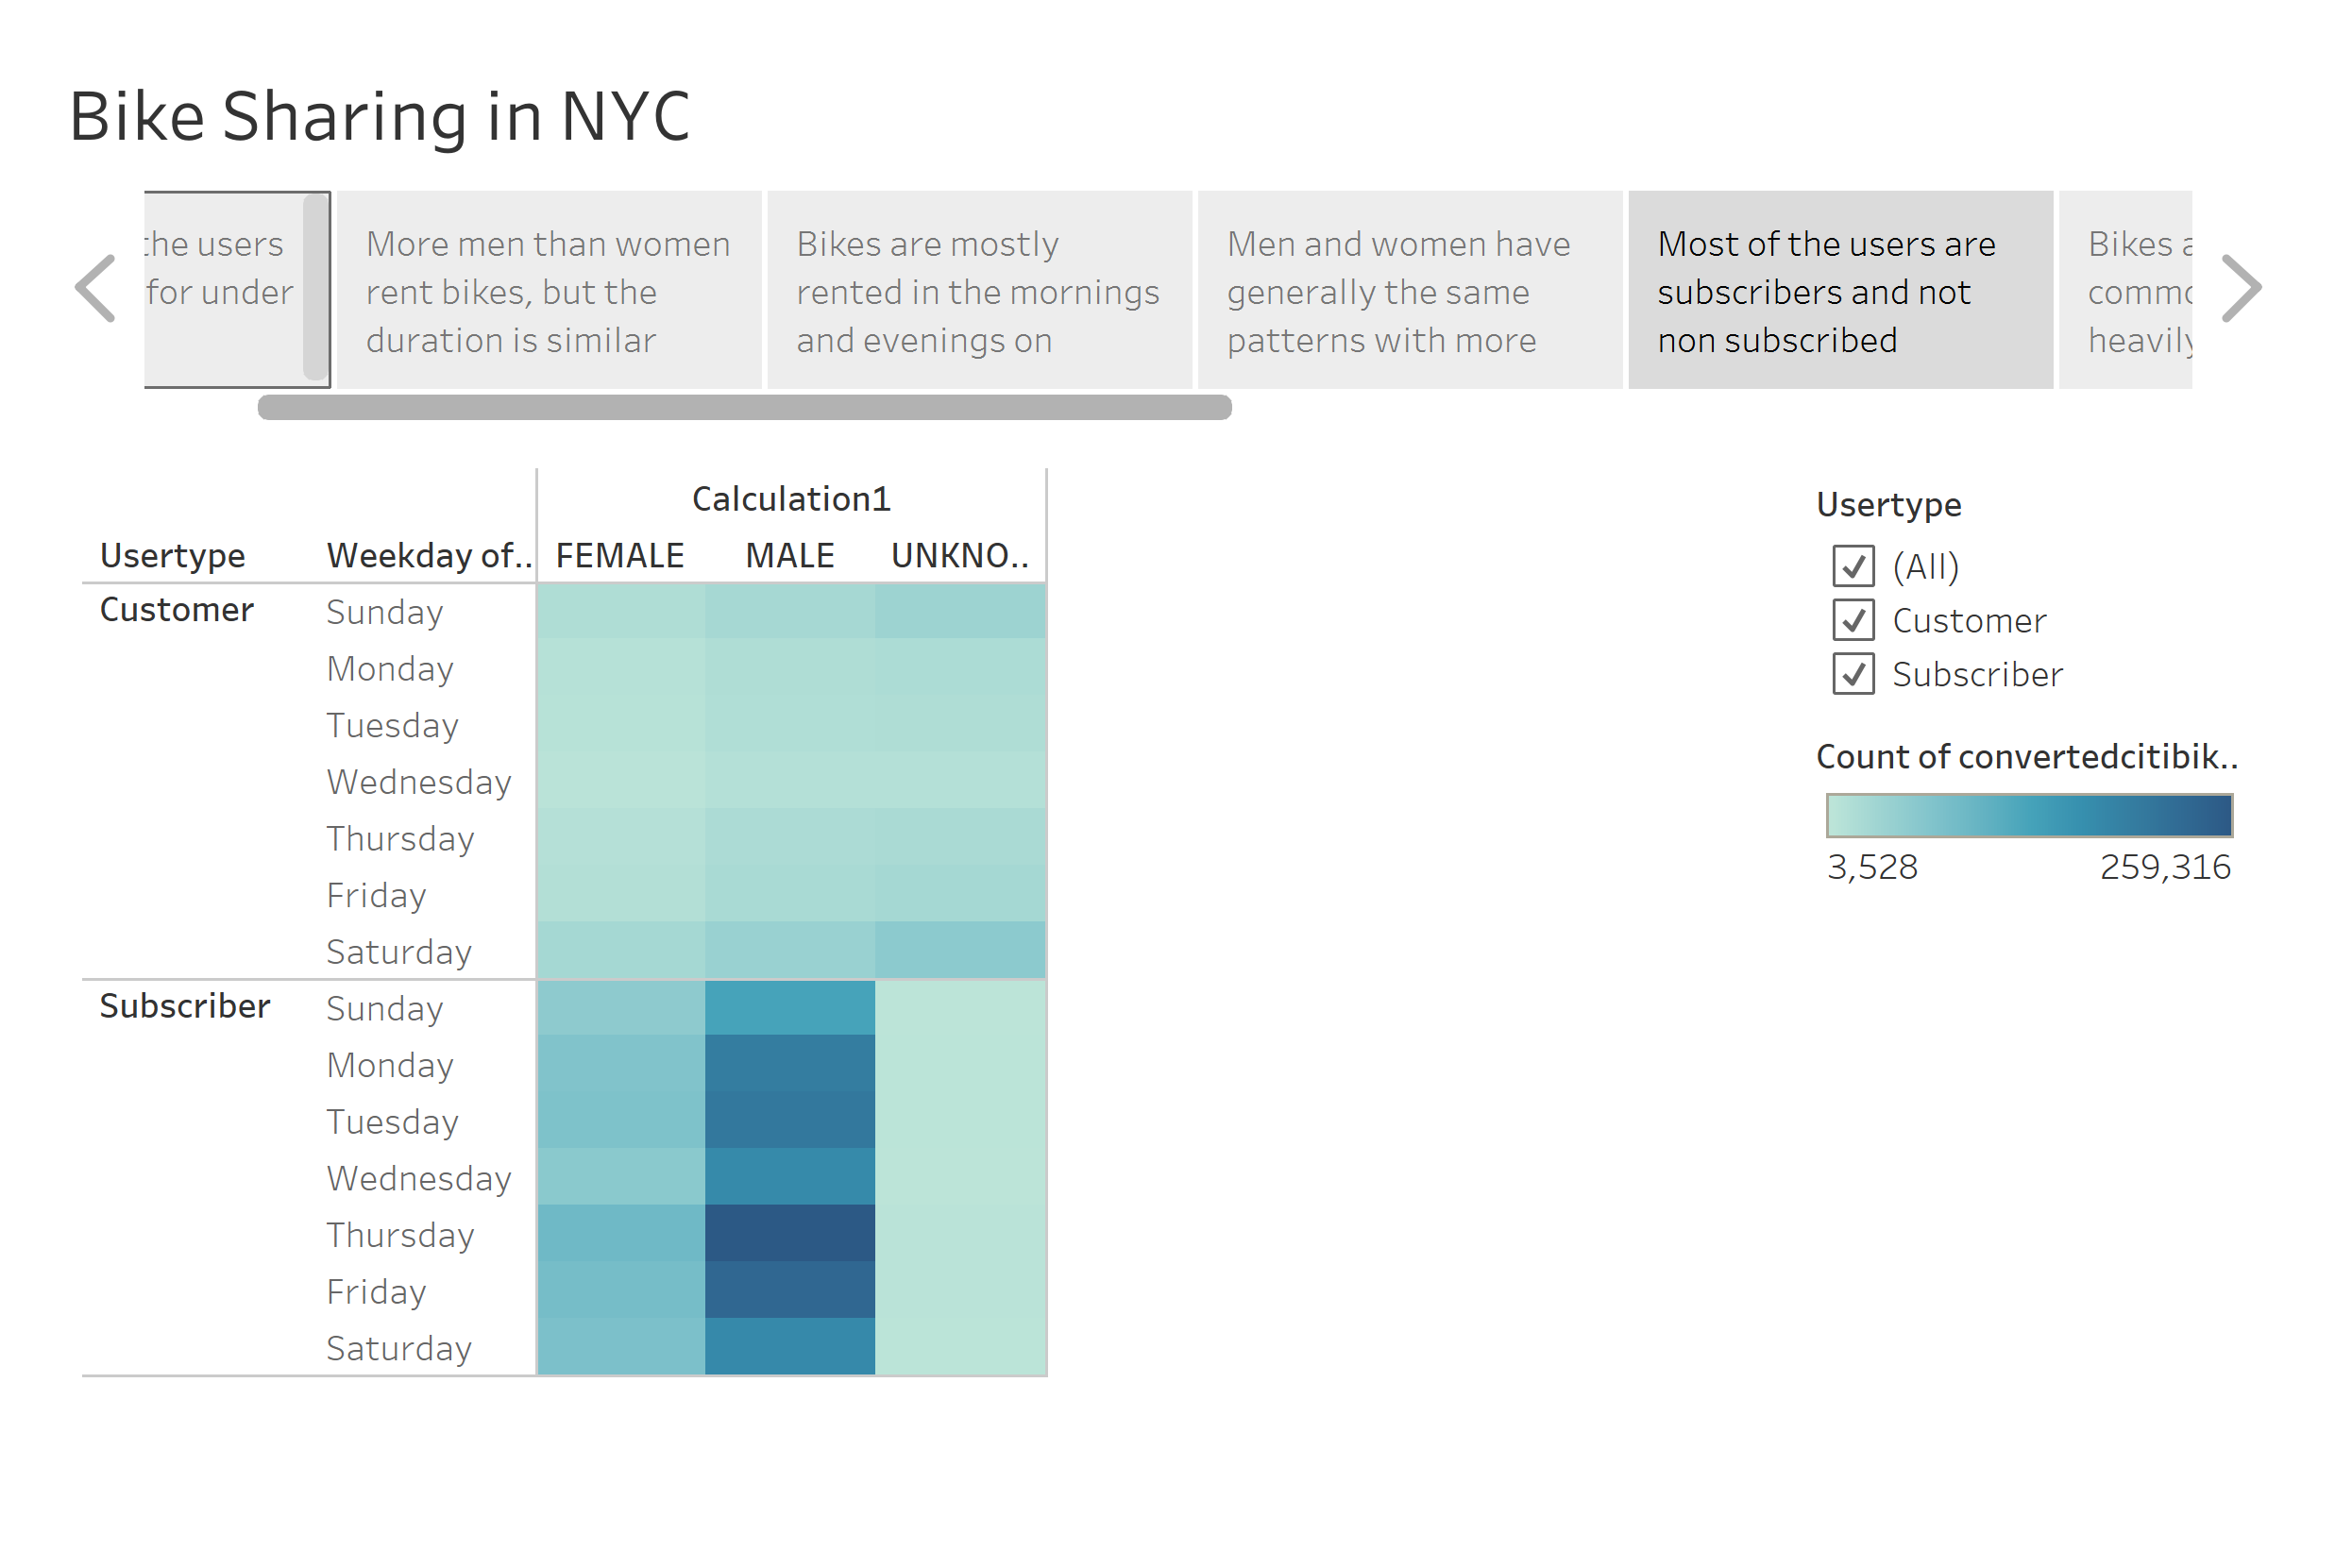 Bike Sharing in NYC
the users
for under
More men than women
rent bikes, but the
duration is similar
Bikes are mostly
rented in the mornings
and evenings on
Men and women have
generally the same
patterns with more
Most of the users are
subscribers and not
non subscribed
Bikes
heavily
Calculation1
Usertype Weekday of.. FEMALE MALE UNKNO..
Customer Sunday
Monday
Tuesday
Wednesday
Thursday
Friday
Saturday
Subscriber Sunday
Monday
Tuesday
Wednesday
Thursday
Friday
Saturday
Usertype
(All)
Customer
Subscriber
Count of convertedcitibik..
3,528 259,316